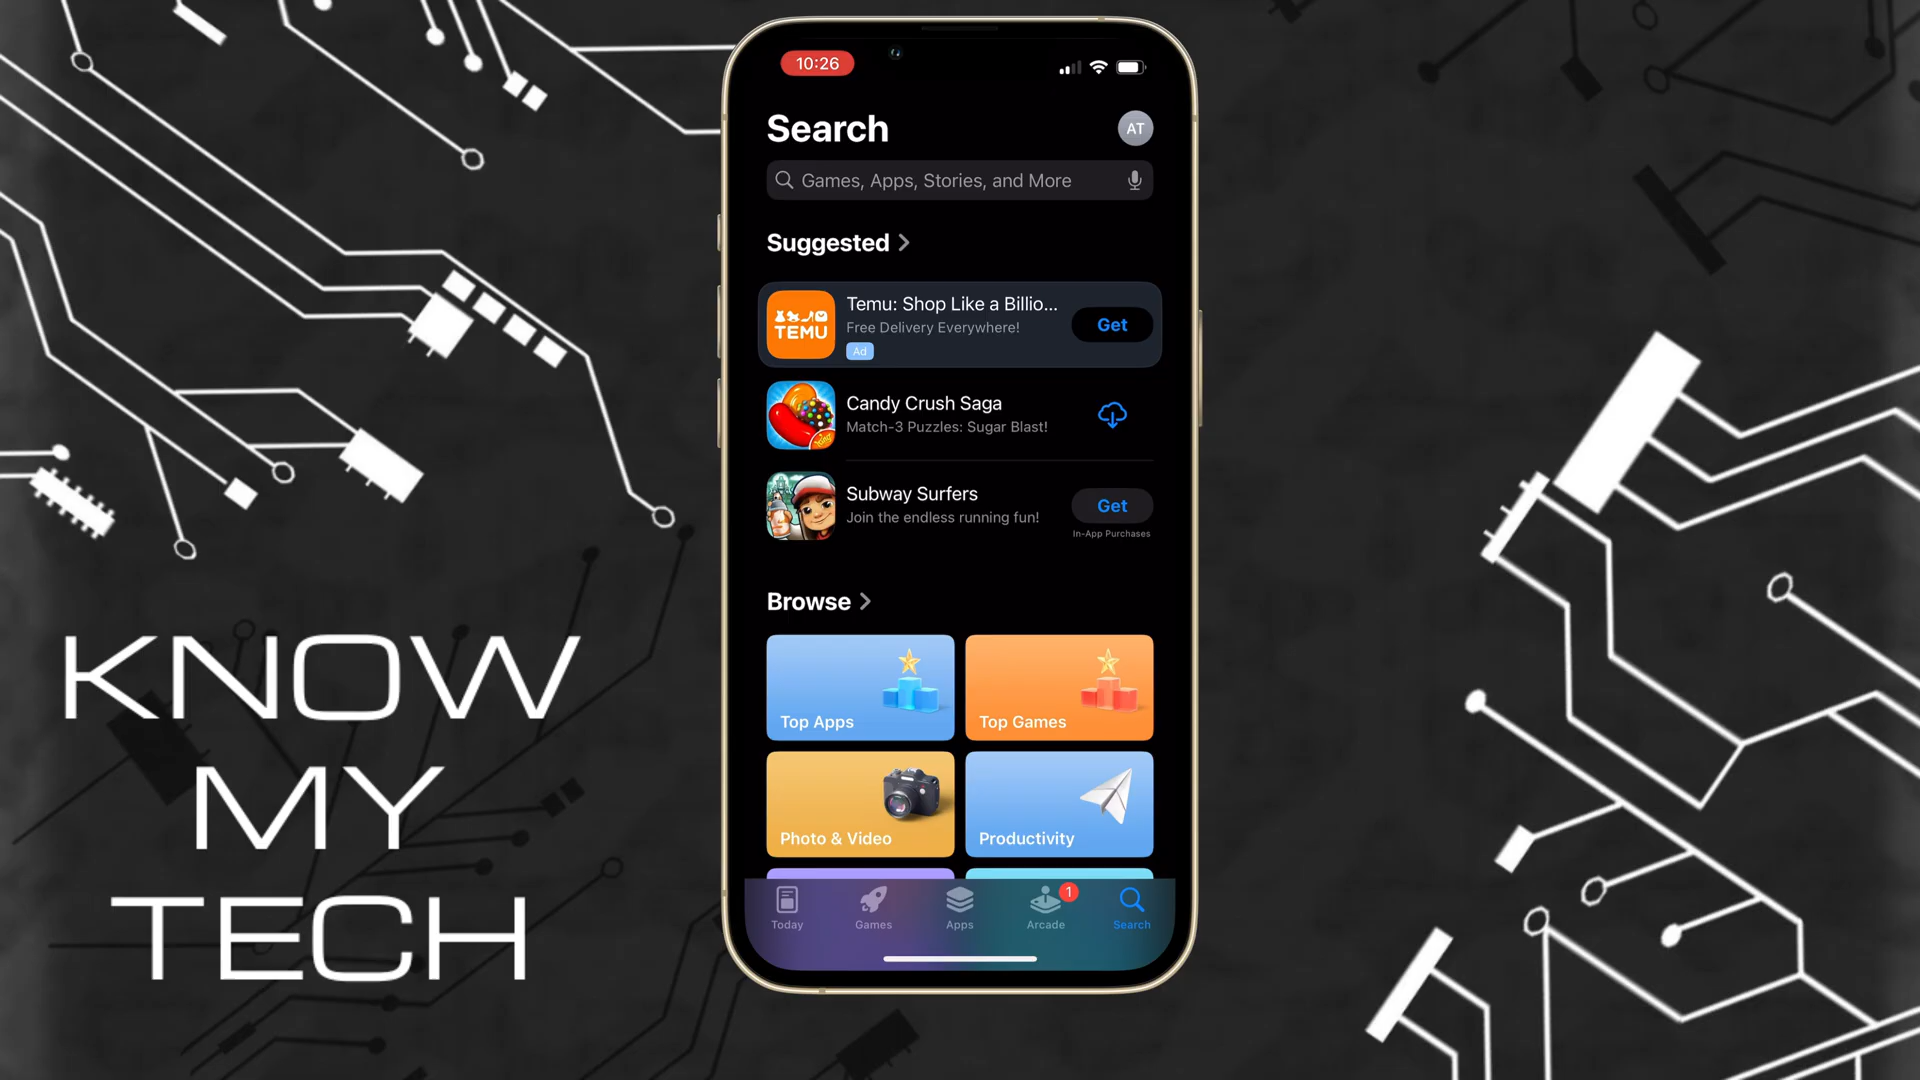 10:26
Search
AT
Games, Apps, Stories, and More
Suggested
TEMU
Temu: Shop Like a Billio...
Free Delivery Everywhere!
Ad
Get
Candy Crush Saga
Match-3 Puzzles: Sugar Blast!
King
Subway Surfers
Join the endless running fun!
Get
In-App Purchases
Browse
Top Apps
Top Games
Photo & Video
Productivity
Today
Games
Apps
Arcade
1
Search
KNOW
MY
TECH